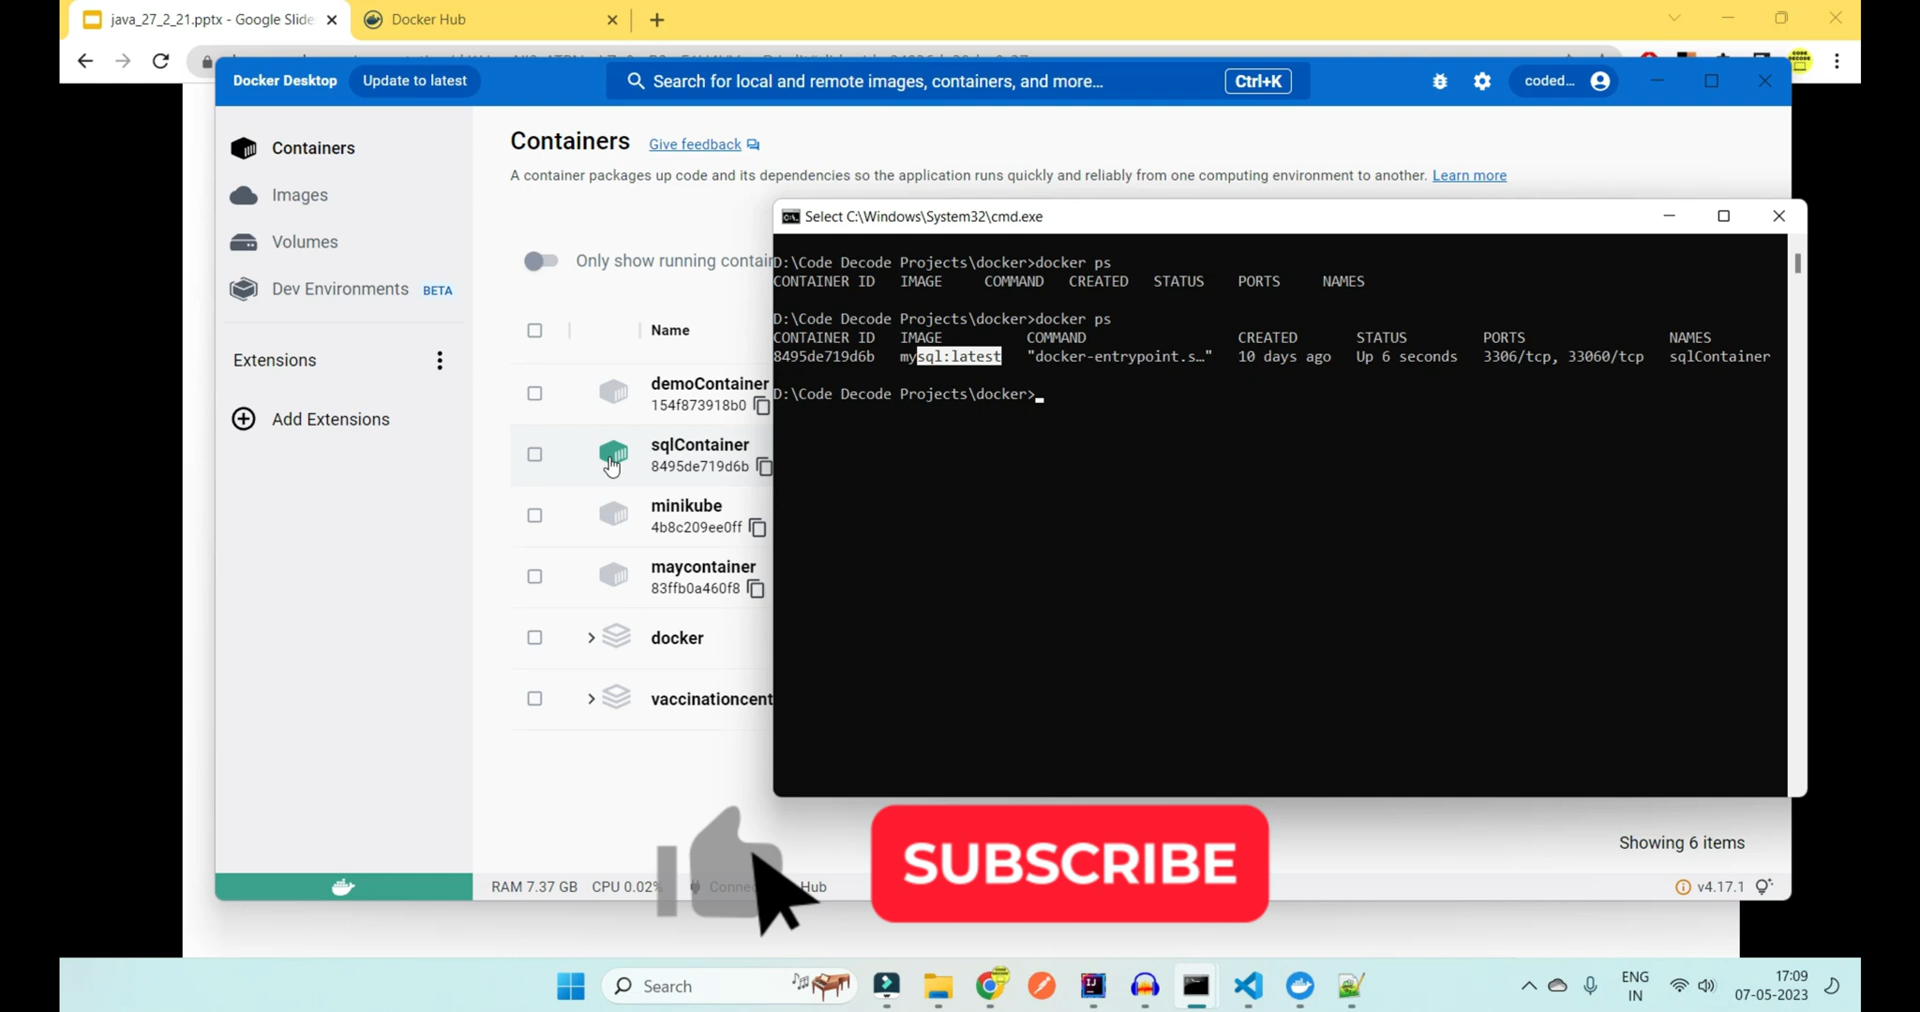 java_27_2_21.pptx - Google Slide
Docker Hub
CODE DECODE
Docker Desktop
Update to latest
Search for local and remote images, containers, and more...
Ctrl+K
coded...
Containers
Images
Volumes
Dev Environments BETA
Extensions
Add Extensions
Containers
Give feedback
A container packages up code and its dependencies so the application runs quickly and reliably from one computing environment to another. Learn more
Only show running contai
Name
demoContainer
154f873918b0
sqlContainer
8495de719d6b
minikube
4b8c209ee0ff
maycontainer
83ffb0a460f8
docker
vaccinationcent
Select C:\Windows\System32\cmd.exe
D:\Code Decode Projects\docker>docker ps
CONTAINER ID IMAGE COMMAND CREATED STATUS PORTS NAMES
D:\Code Decode Projects\docker>docker ps
CONTAINER ID IMAGE COMMAND CREATED STATUS PORTS NAMES
8495de719d6b mysql:latest "docker-entrypoint.s…" 10 days ago Up 6 seconds 3306/tcp, 33060/tcp sqlContainer
D:\Code Decode Projects\docker>
SUBSCRIBE
Showing 6 items
RAM 7.37 GB CPU 0.02% Hub
v4.17.1
Search
ENG
IN
17:09
07-05-2023